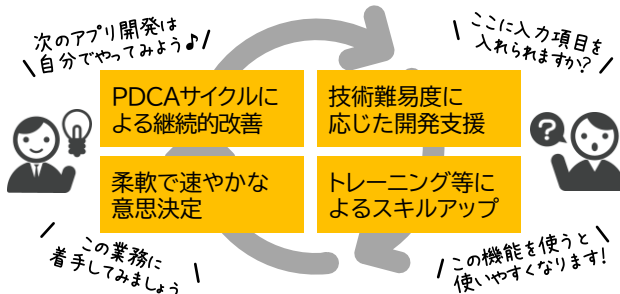 次のアプリ開発は
自分でやってみよう♪
ここに入力項目を
入れられますか?
PDCAサイクルに
よる継続的改善
技術難易度に
応じた開発支援
?
柔軟で速やかな
意思決定
トレーニング等に
よるスキルアップ
この業務に
着手してみましょう
この機能を使うと
使いやすくなります!